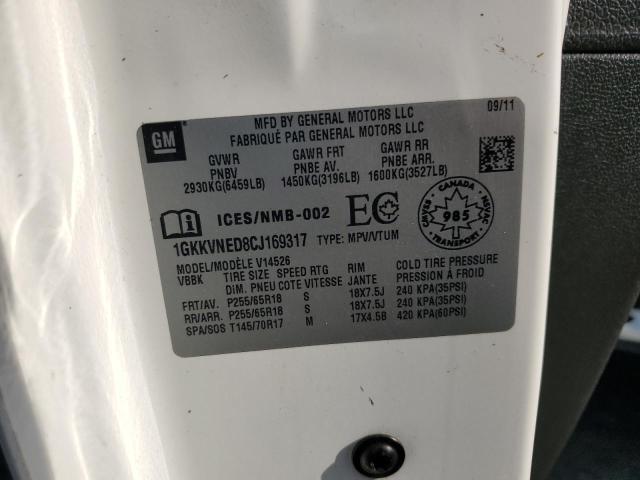 GM
MFD BY GENERAL MOTORS LLC 09/11
FABRIQUÉ PAR GENERAL MOTORS LLC
GVWR GAWR FRT GAWR RR
PNBV PNBE AV. PNBE ARR.
2930KG(6459LB) 1450KG(3196LB) 1600KG(3527LB)
ICES/NMB-002 EC CANADA 985 CMVSS NSVAC
1GKKVNED8CJ169317 TYPE: MPV/VTUM
MODEL/MODÈLE V14526
VBBK TIRE SIZE SPEED RTG RIM COLD TIRE PRESSURE
DIM. PNEU COTE VITESSE JANTE PRESSION À FROID
FRT/AV. P255/65R18 S 18X7.5J 240 KPA(35PSI)
RR/ARR. P255/65R18 S 18X7.5J 240 KPA(35PSI)
SPA/SOS T145/70R17 M 17X4.5B 420 KPA(60PSI)